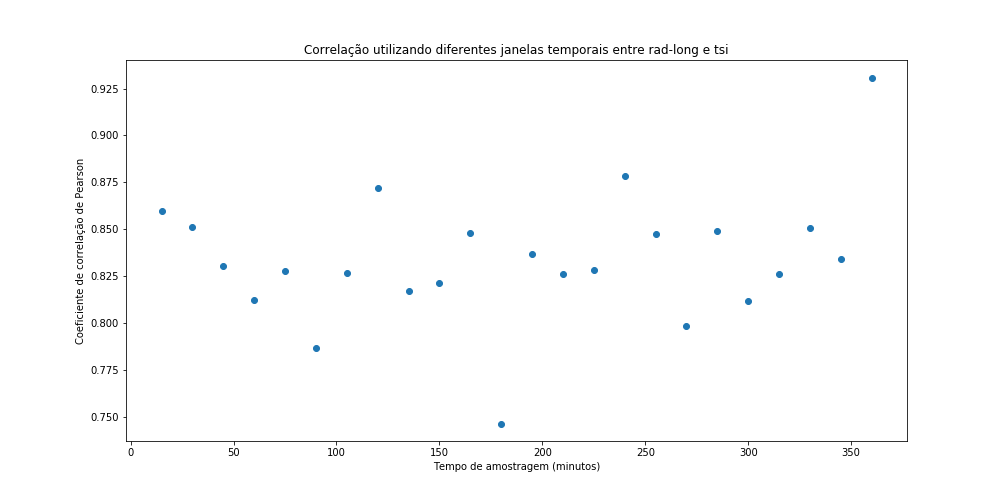 Correlação utilizando diferentes janelas temporais entre rad-long e tsi
Coeficiente de correlação de Pearson
0.925
0.900
0.875
0.850
0.825
0.800
0.775
0.750
0 50 100 150 200 250 300 350
Tempo de amostragem (minutos)